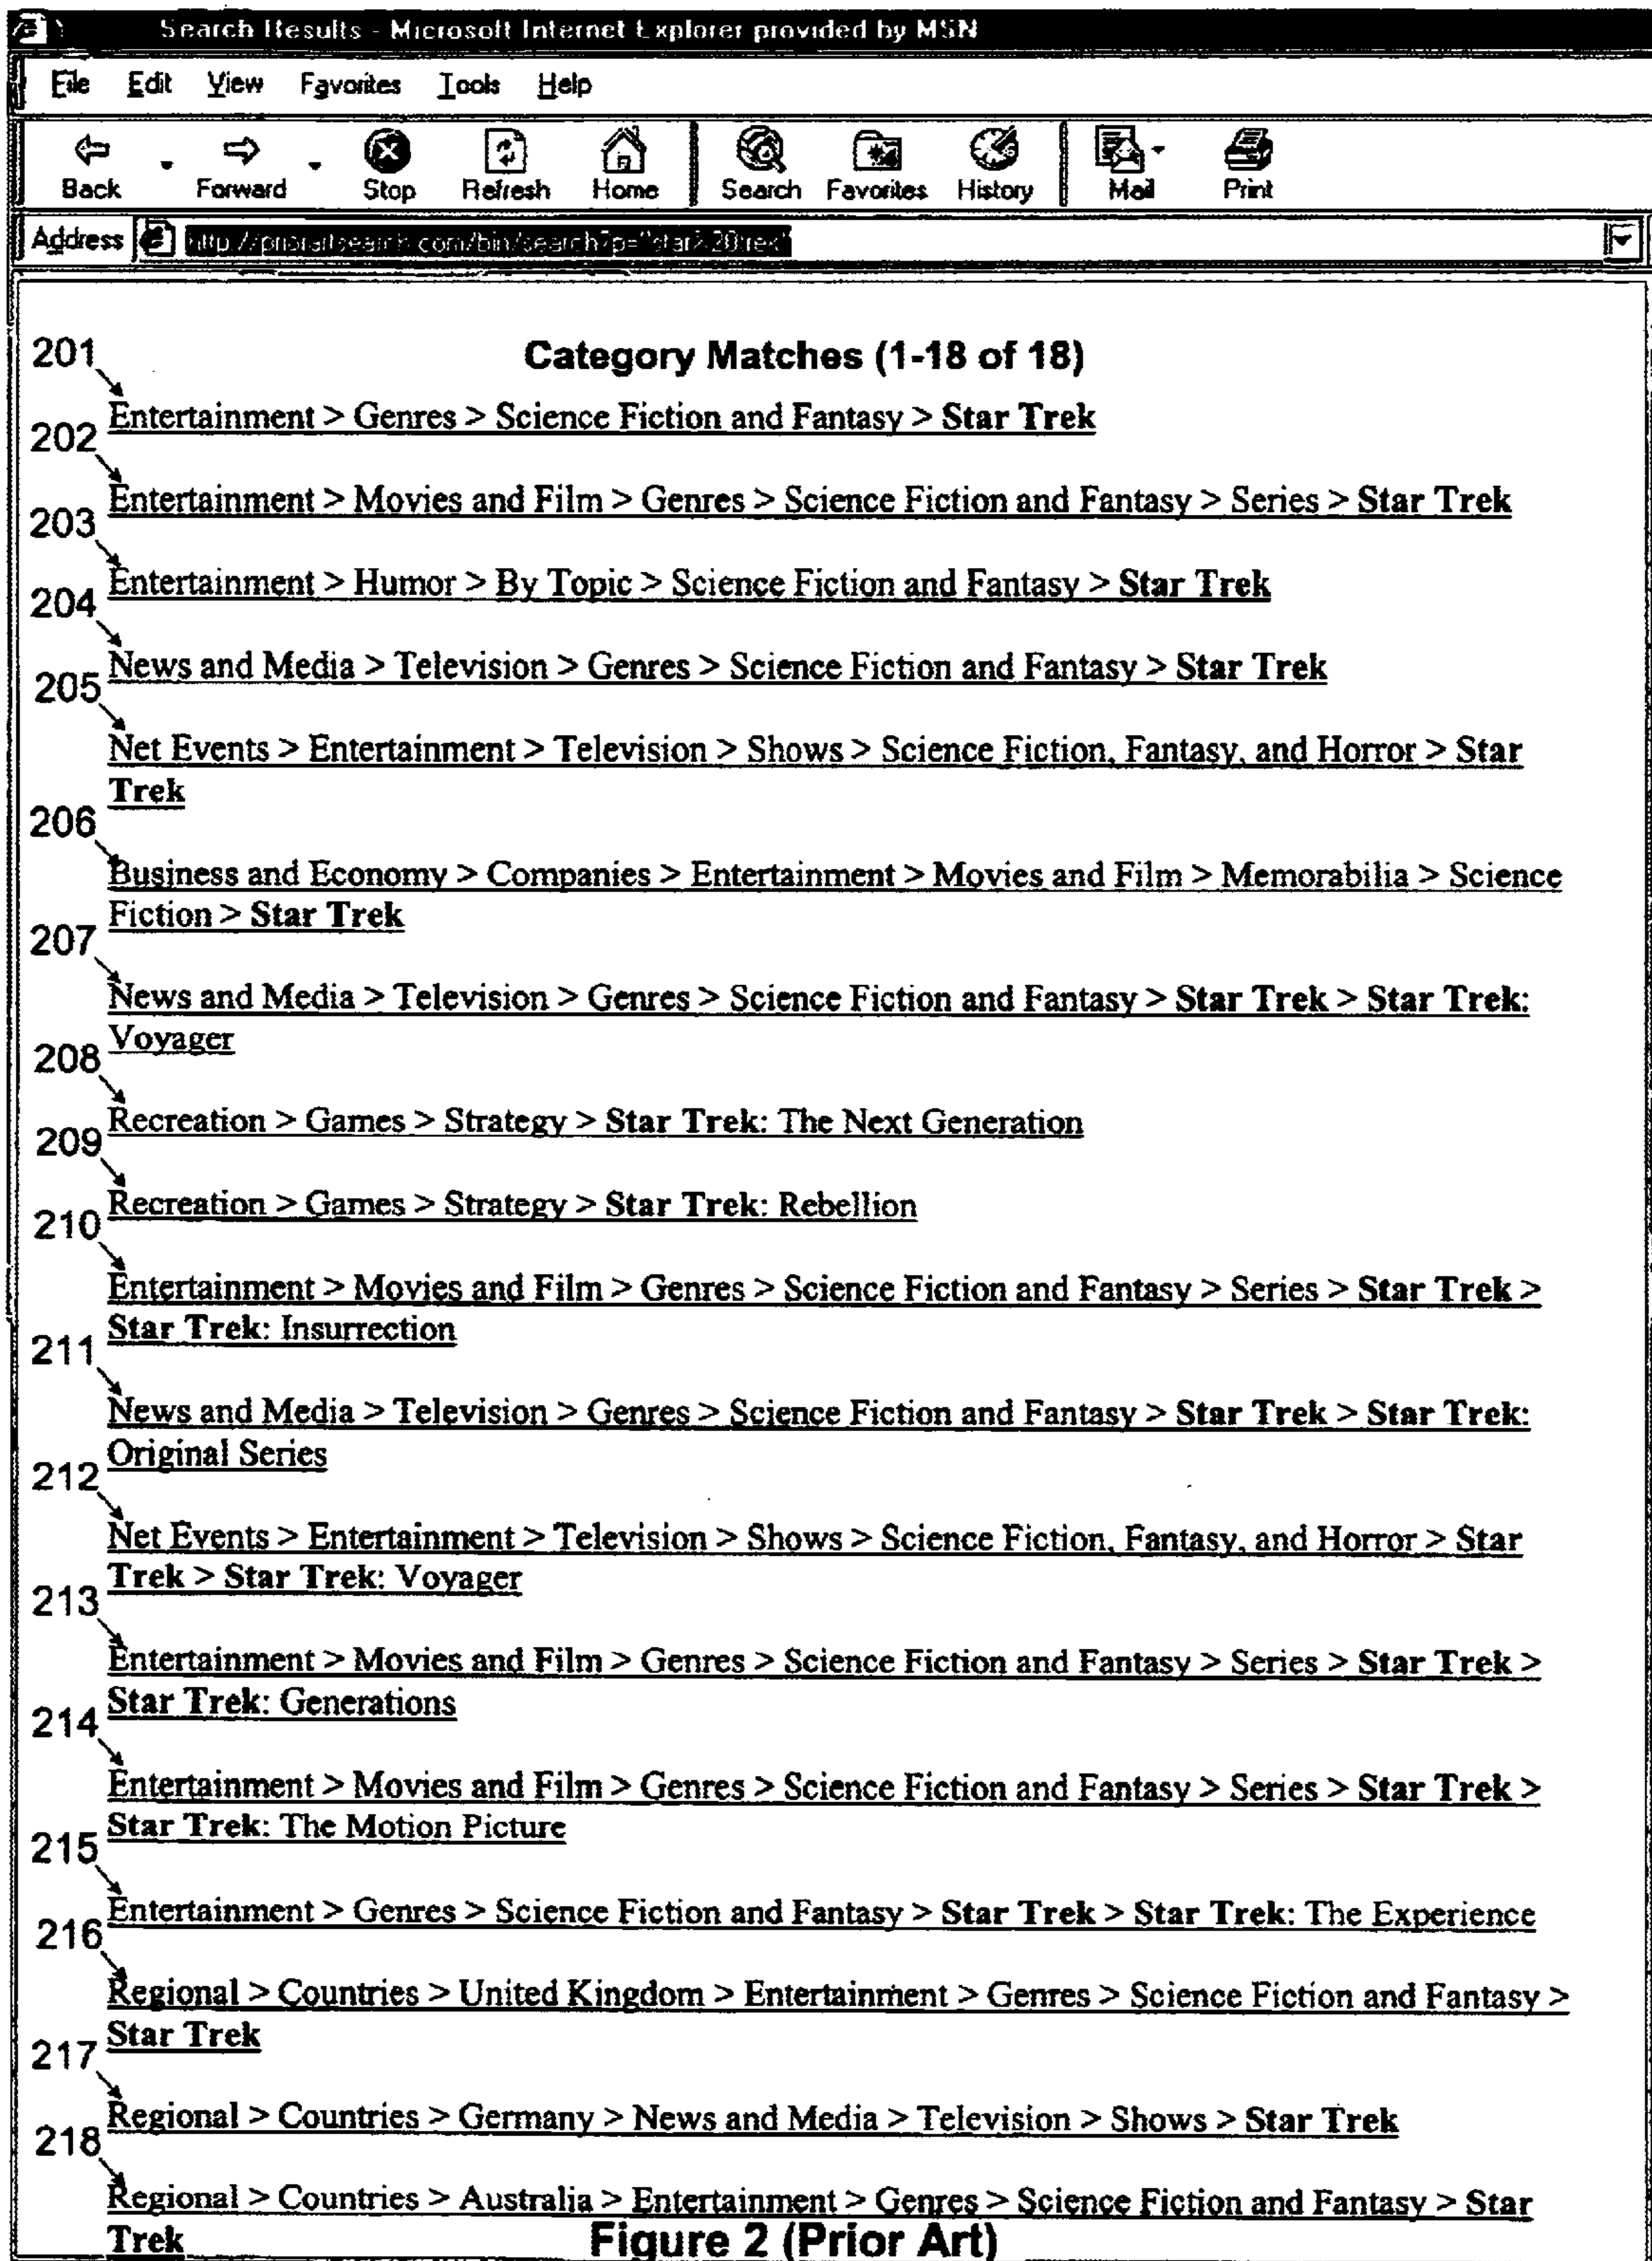 Search Results - Microsoft Internet Explorer provided by MSN
File Edit View Favorites Tools Help
Back Forward Stop Refresh Home Search Favorites History Mail Print
Address http://priorartsearch.com/bin/search?p="star%20trek"
201
Category Matches (1-18 of 18)
Entertainment > Genres > Science Fiction and Fantasy > Star Trek
202
Entertainment > Movies and Film > Genres > Science Fiction and Fantasy > Series > Star Trek
203
Entertainment > Humor > By Topic > Science Fiction and Fantasy > Star Trek
204
News and Media > Television > Genres > Science Fiction and Fantasy > Star Trek
205
Net Events > Entertainment > Television > Shows > Science Fiction, Fantasy, and Horror > Star
Trek
206
Business and Economy > Companies > Entertainment > Movies and Film > Memorabilia > Science
Fiction > Star Trek
207
News and Media > Television > Genres > Science Fiction and Fantasy > Star Trek > Star Trek:
Voyager
208
Recreation > Games > Strategy > Star Trek: The Next Generation
209
Recreation > Games > Strategy > Star Trek: Rebellion
210
Entertainment > Movies and Film > Genres > Science Fiction and Fantasy > Series > Star Trek >
Star Trek: Insurrection
211
News and Media > Television > Genres > Science Fiction and Fantasy > Star Trek > Star Trek:
Original Series
212
Net Events > Entertainment > Television > Shows > Science Fiction, Fantasy, and Horror > Star
Trek > Star Trek: Voyager
213
Entertainment > Movies and Film > Genres > Science Fiction and Fantasy > Series > Star Trek >
Star Trek: Generations
214
Entertainment > Movies and Film > Genres > Science Fiction and Fantasy > Series > Star Trek >
Star Trek: The Motion Picture
215
Entertainment > Genres > Science Fiction and Fantasy > Star Trek > Star Trek: The Experience
216
Regional > Countries > United Kingdom > Entertainment > Genres > Science Fiction and Fantasy >
Star Trek
217
Regional > Countries > Germany > News and Media > Television > Shows > Star Trek
218
Regional > Countries > Australia > Entertainment > Genres > Science Fiction and Fantasy > Star
Trek
Figure 2 (Prior Art)